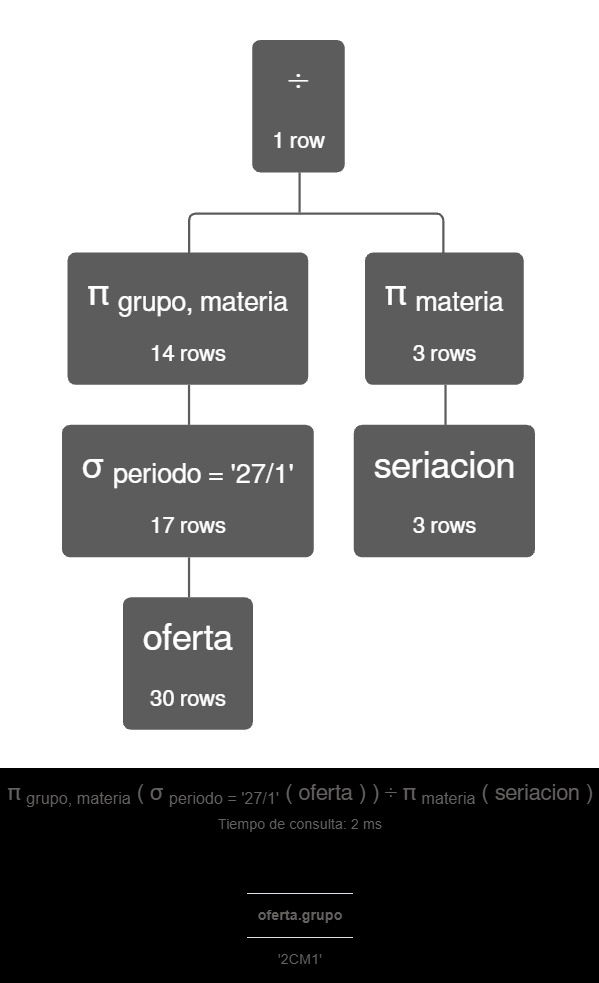 ÷
1 row
π grupo, materia
14 rows
π materia
3 rows
σ periodo = '27/1'
17 rows
seriacion
3 rows
oferta
30 rows
π grupo, materia ( σ periodo = '27/1' ( oferta ) ) ÷ π materia ( seriacion )
Tiempo de consulta: 2 ms
oferta.grupo
'2CM1'